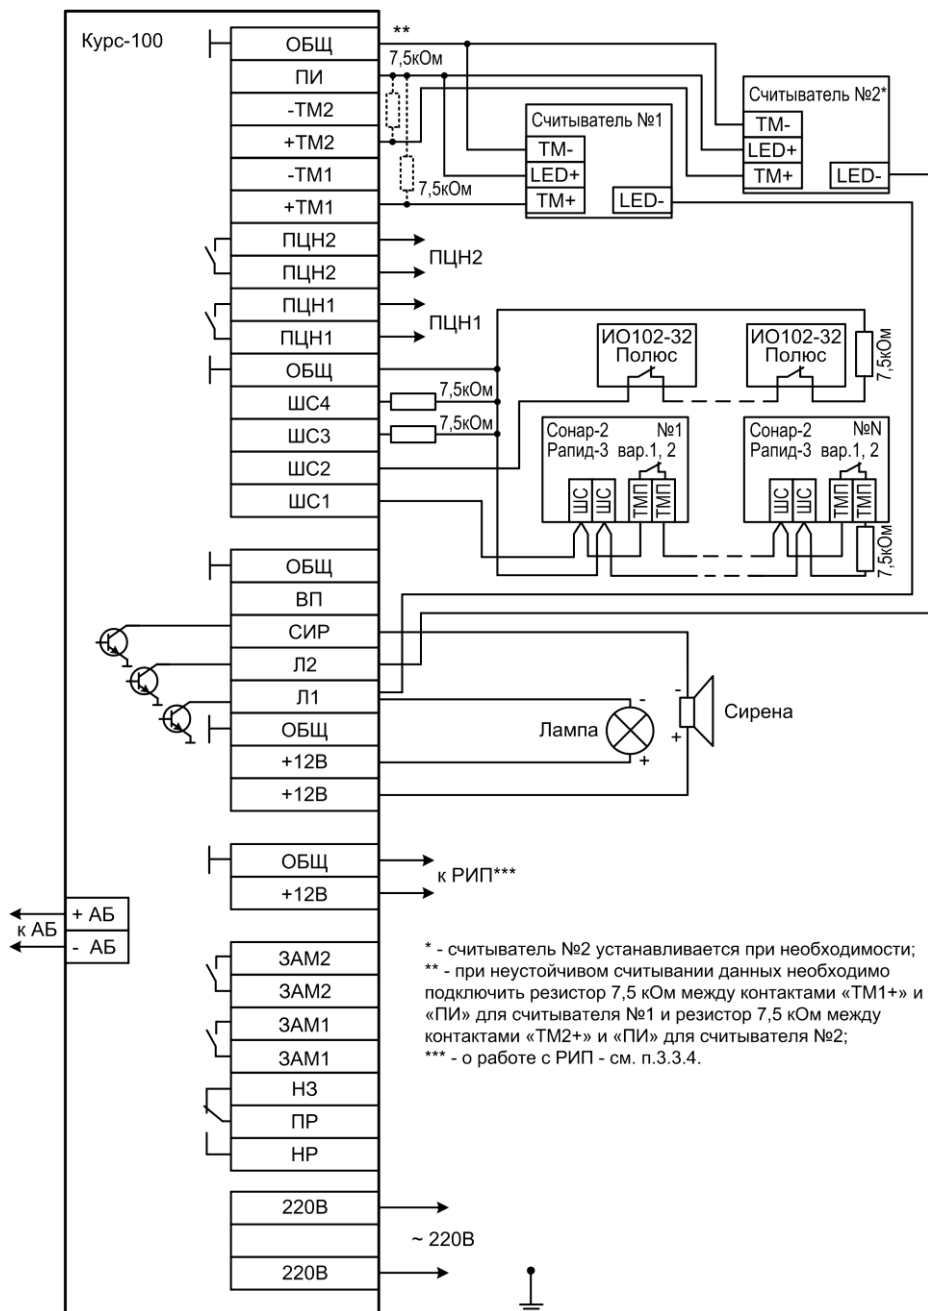 Курс-100
ОБЩ
ПИ
-ТМ2
+ТМ2
-ТМ1
+ТМ1
ПЦН2
ПЦН2
ПЦН1
ПЦН1
ОБЩ
ШС4
ШС3
ШС2
ШС1
**
7,5кОм
7,5кОм
Считыватель №1
ТМ-
LED+
ТМ+
LED-
Считыватель №2*
ТМ-
LED+
ТМ+
LED-
ПЦН2
ПЦН1
7,5кОм
7,5кОм
ИО102-32
Полюс
ИО102-32
Полюс
7,5кОм
Сонар-2 №1
Рапид-3 вар.1, 2
ШС
ШС
ТМП
ТМП
Сонар-2 №N
Рапид-3 вар.1, 2
ШС
ШС
ТМП
ТМП
7,5кОм
ОБЩ
ВП
СИР
Л2
Л1
ОБЩ
+12В
+12В
-
Лампа
+
-
+
Сирена
ОБЩ
+12В
к РИП***
+ АБ
к АБ
- АБ
ЗАМ2
ЗАМ2
ЗАМ1
ЗАМ1
НЗ
ПР
НР
* - считыватель №2 устанавливается при необходимости;
** - при неустойчивом считывании данных необходимо
подключить резистор 7,5 кОм между контактами «ТМ1+» и
«ПИ» для считывателя №1 и резистор 7,5 кОм между
контактами «ТМ2+» и «ПИ» для считывателя №2;
*** - о работе с РИП - см. п.3.3.4.
220В
~ 220В
220В